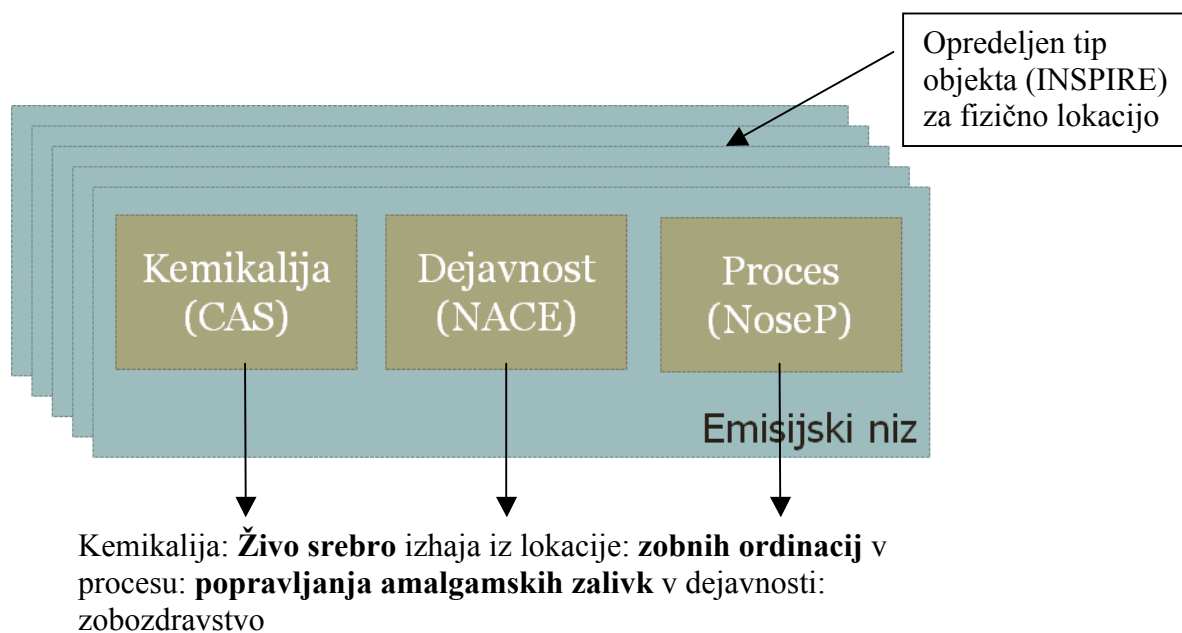 Opredeljen tip
objekta (INSPIRE)
za fizično lokacijo
Kemikalija
(CAS)
Dejavnost
(NACE)
Proces
(NoseP)
Emisijski niz
Kemikalija: Živo srebro izhaja iz lokacije: zobnih ordinacij v
procesu: popravljanja amalgamskih zalivk v dejavnosti:
zobozdravstvo